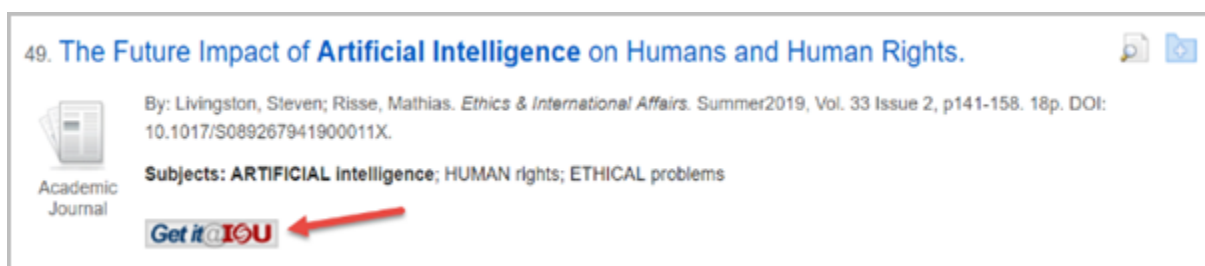 49. The Future Impact of Artificial Intelligence on Humans and Human Rights.
By: Livingston, Steven; Risse, Mathias. Ethics & International Affairs. Summer2019, Vol. 33 Issue 2, p141-158. 18p. DOI:
10.1017/S089267941900011X.
Subjects: ARTIFICIAL intelligence; HUMAN rights; ETHICAL problems
Academic
Journal
Get it@ISU